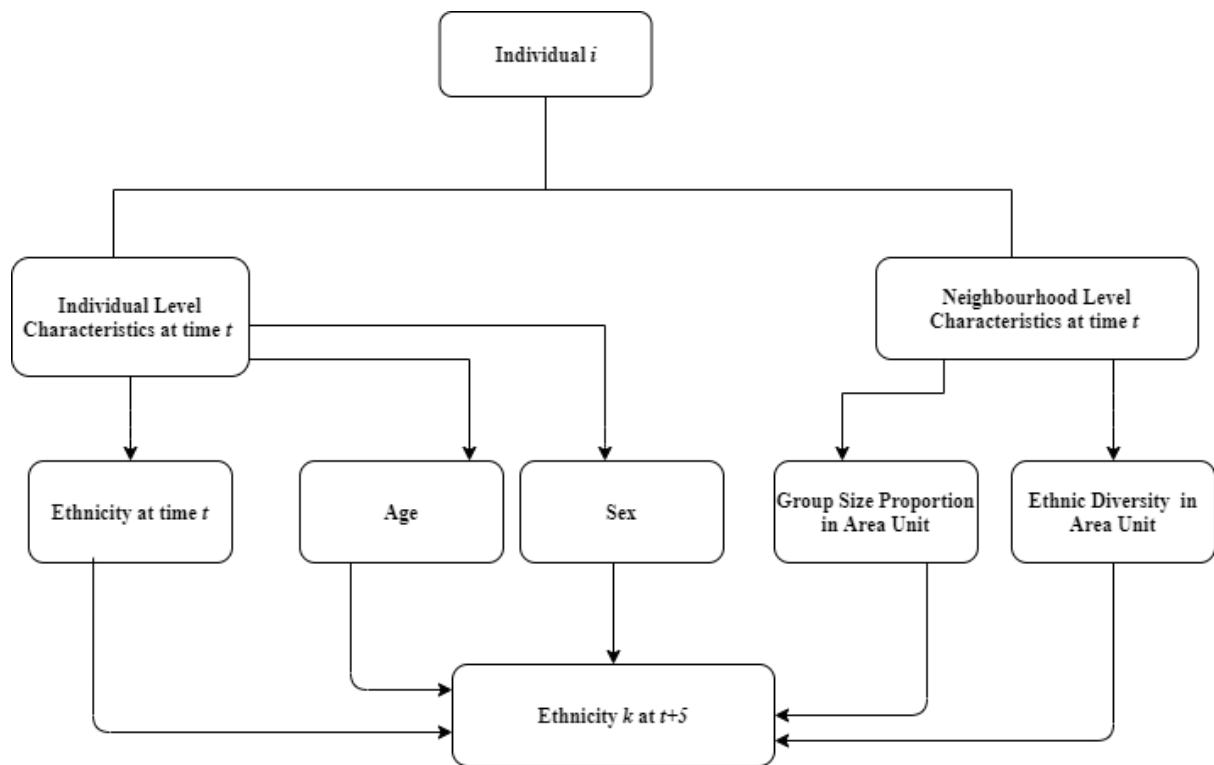 Individual i
Individual Level
Characteristics at time t
Neighbourhood Level
Characteristics at time t
Ethnicity at time t
Age
Sex
Group Size Proportion
in Area Unit
Ethnic Diversity in
Area Unit
Ethnicity k at t+5